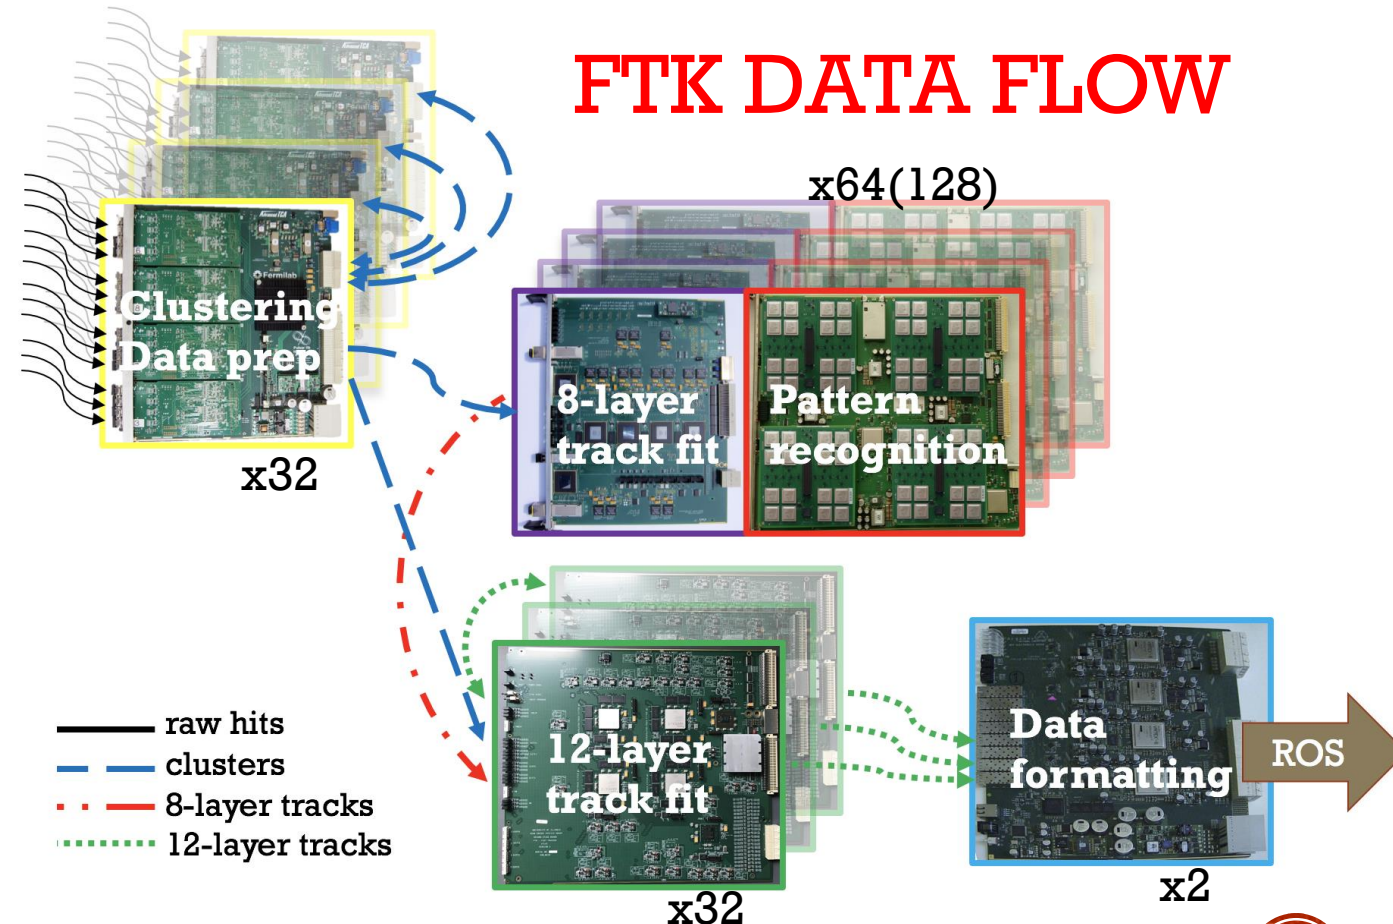 FTK DATA FLOW
x64(128)
Fermilab
Clustering
Data prep
x32
8-layer
track fit
Pattern
recognition
12-layer
track fit
x32
Data
formatting
x2
ROS
raw hits
clusters
8-layer tracks
12-layer tracks